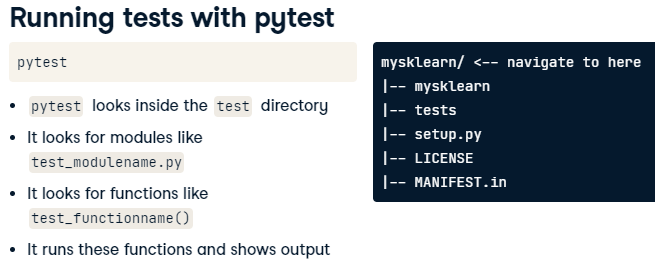 Running tests with pytest
pytest
• pytest looks inside the test directory
• It looks for modules like
test_modulename.py
• It looks for functions like
test_functionname()
• It runs these functions and shows output
mysklearn/ <-- navigate to here
|-- mysklearn
|-- tests
|-- setup.py
|-- LICENSE
|-- MANIFEST.in